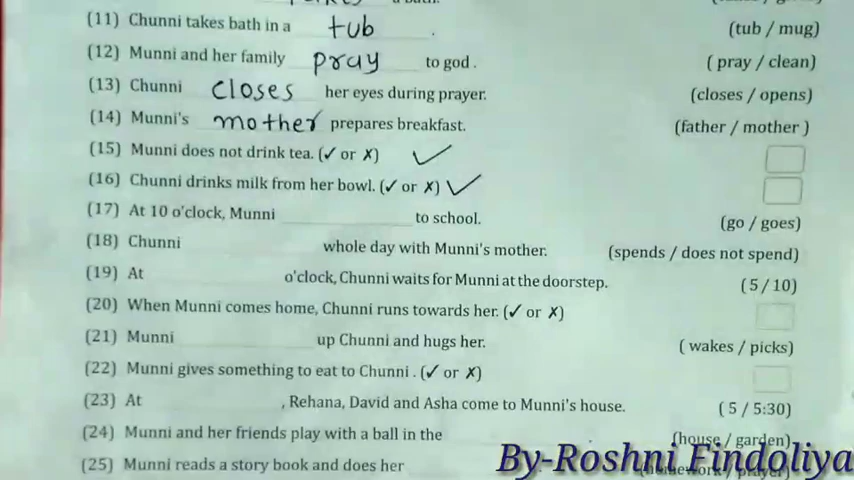 a bath.
(11) Chunni takes bath in a tub . (tub / mug)
(12) Munni and her family pray to god . ( pray / clean)
(13) Chunni closes her eyes during prayer. (closes / opens)
(14) Munni's mother prepares breakfast. (father / mother )
(15) Munni does not drink tea. (✓ or ✗) ✓
(16) Chunni drinks milk from her bowl. (✓ or ✗) ✓
(17) At 10 o'clock, Munni to school. (go / goes)
(18) Chunni whole day with Munni's mother. (spends / does not spend)
(19) At o'clock, Chunni waits for Munni at the doorstep. ( 5 / 10)
(20) When Munni comes home, Chunni runs towards her. (✓ or ✗)
(21) Munni up Chunni and hugs her. ( wakes / picks)
(22) Munni gives something to eat to Chunni . (✓ or ✗)
(23) At , Rehana, David and Asha come to Munni's house. ( 5 / 5:30)
(24) Munni and her friends play with a ball in the . (house / garden)
(25) Munni reads a story book and does her (homework / prayer)
By-Roshni Findoliya